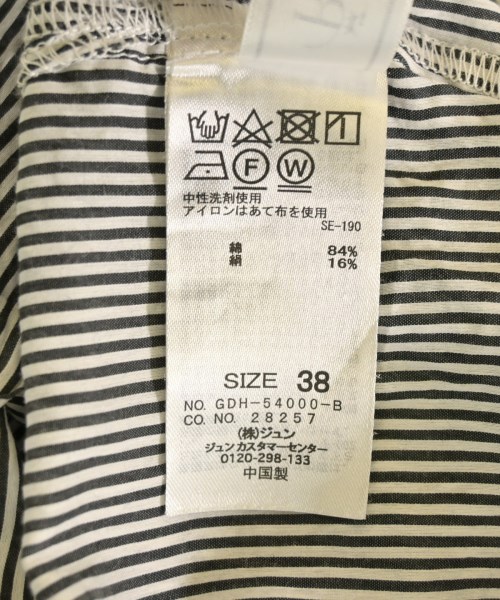 B
F
W
中性洗剤使用
アイロンはあて布を使用
SE-190
綿 84%
絹 16%
SIZE 38
NO. GDH-54000-B
CO. NO. 28257
(株)ジュン
ジュンカスタマーセンター
0120-298-133
中国製